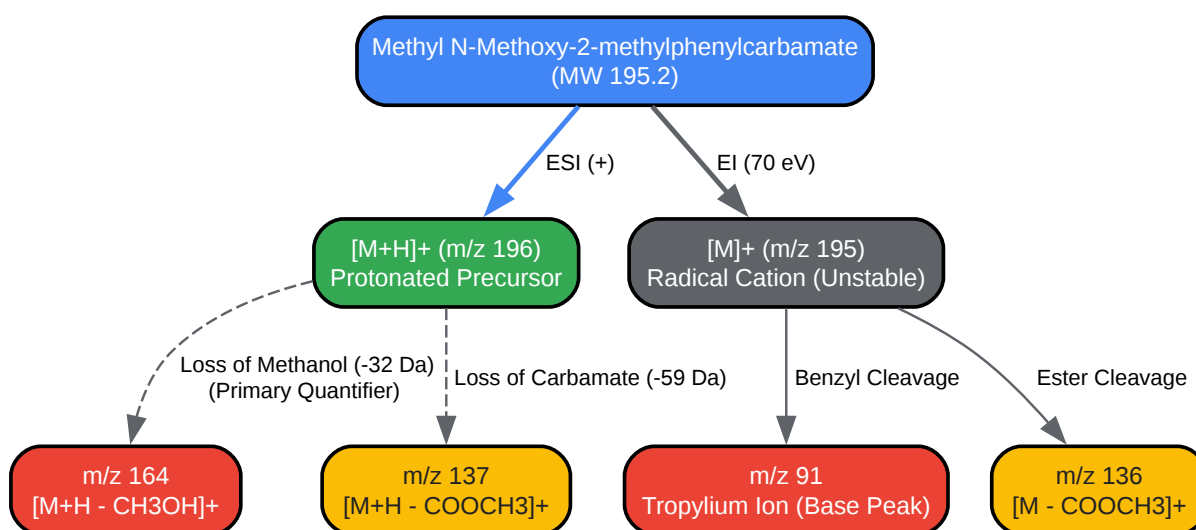 Methyl N-Methoxy-2-methylphenylcarbamate
(MW 195.2)
ESI (+)
EI (70 eV)
[M+H]+ (m/z 196)
Protonated Precursor
[M]+ (m/z 195)
Radical Cation (Unstable)
Loss of Methanol (-32 Da)
(Primary Quantifier)
Loss of Carbamate (-59 Da)
Benzyl Cleavage
Ester Cleavage
m/z 164
[M+H - CH3OH]+
m/z 137
[M+H - COOCH3]+
m/z 91
Tropylium Ion (Base Peak)
m/z 136
[M - COOCH3]+